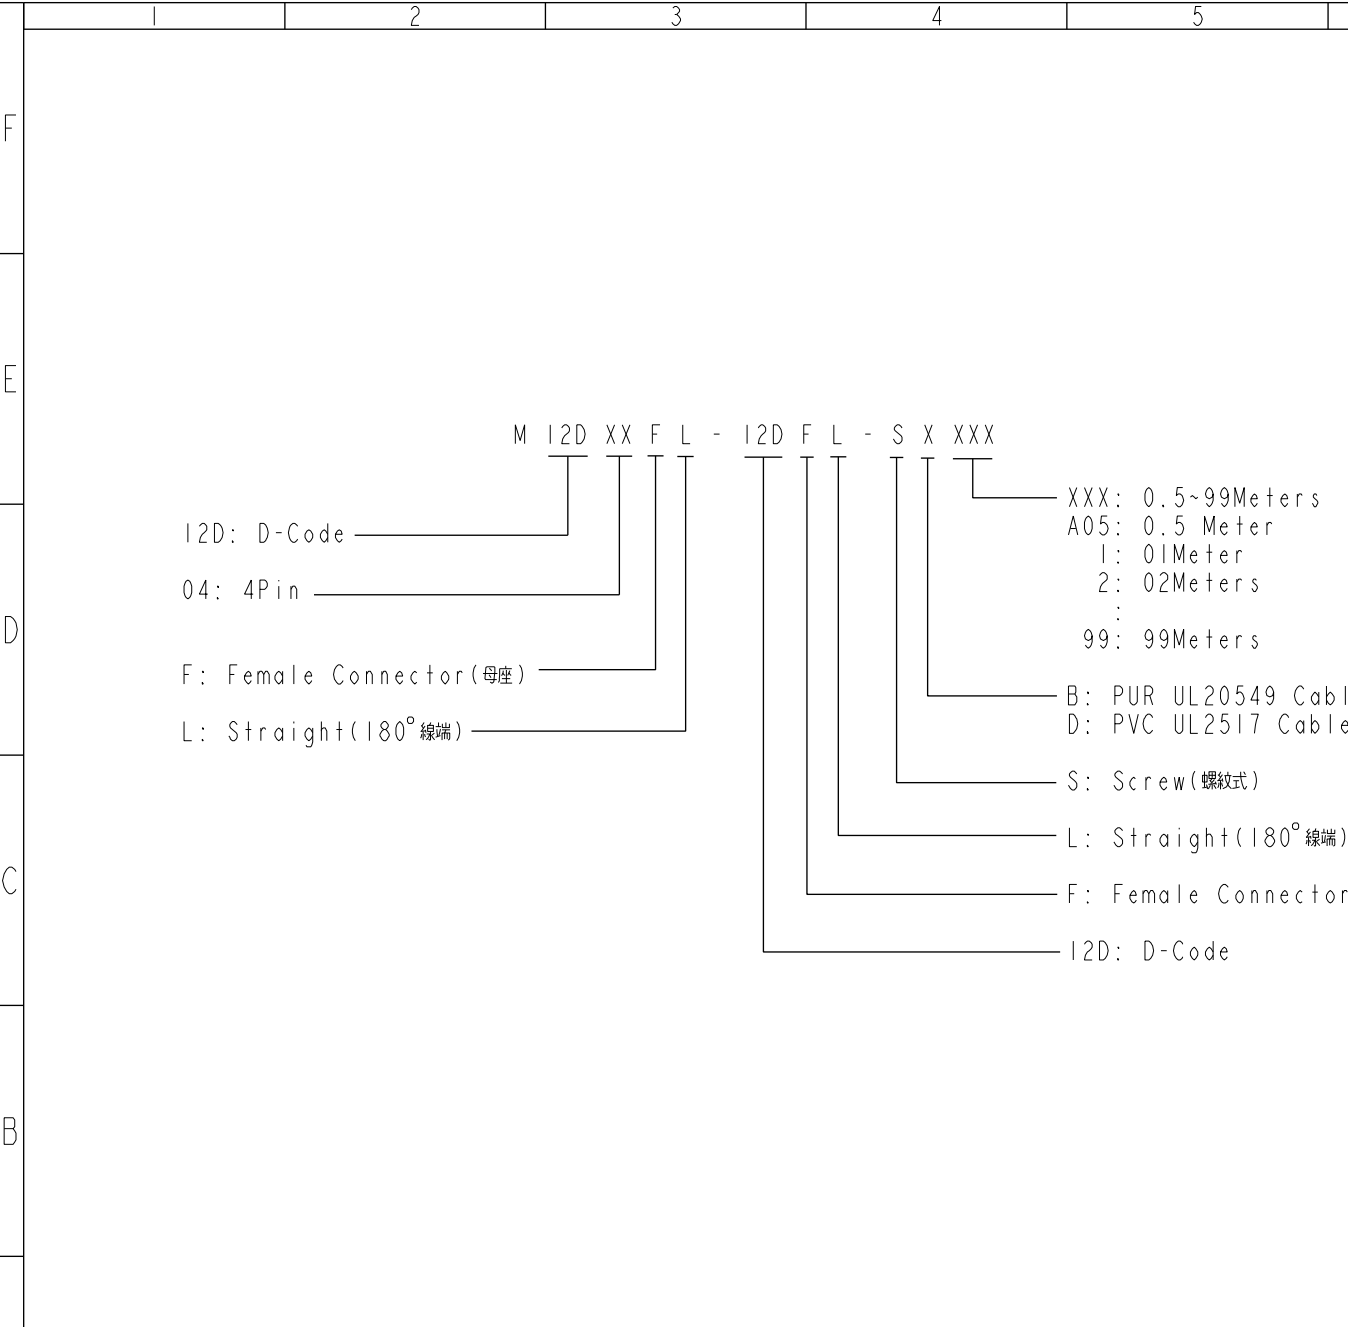 1 2 3 4 5
F
E
M 12D XX F L - 12D F L - S X XXX
XXX: 0.5~99Meters
A05: 0.5 Meter
1: 01Meter
2: 02Meters
:
99: 99Meters
12D: D-Code
04: 4Pin
D
F: Female Connector(母座)
L: Straight(180°線端)
B: PUR UL20549 Cabl
D: PVC UL2517 Cable
S: Screw(螺紋式)
L: Straight(180°線端)
C
F: Female Connector
12D: D-Code
B